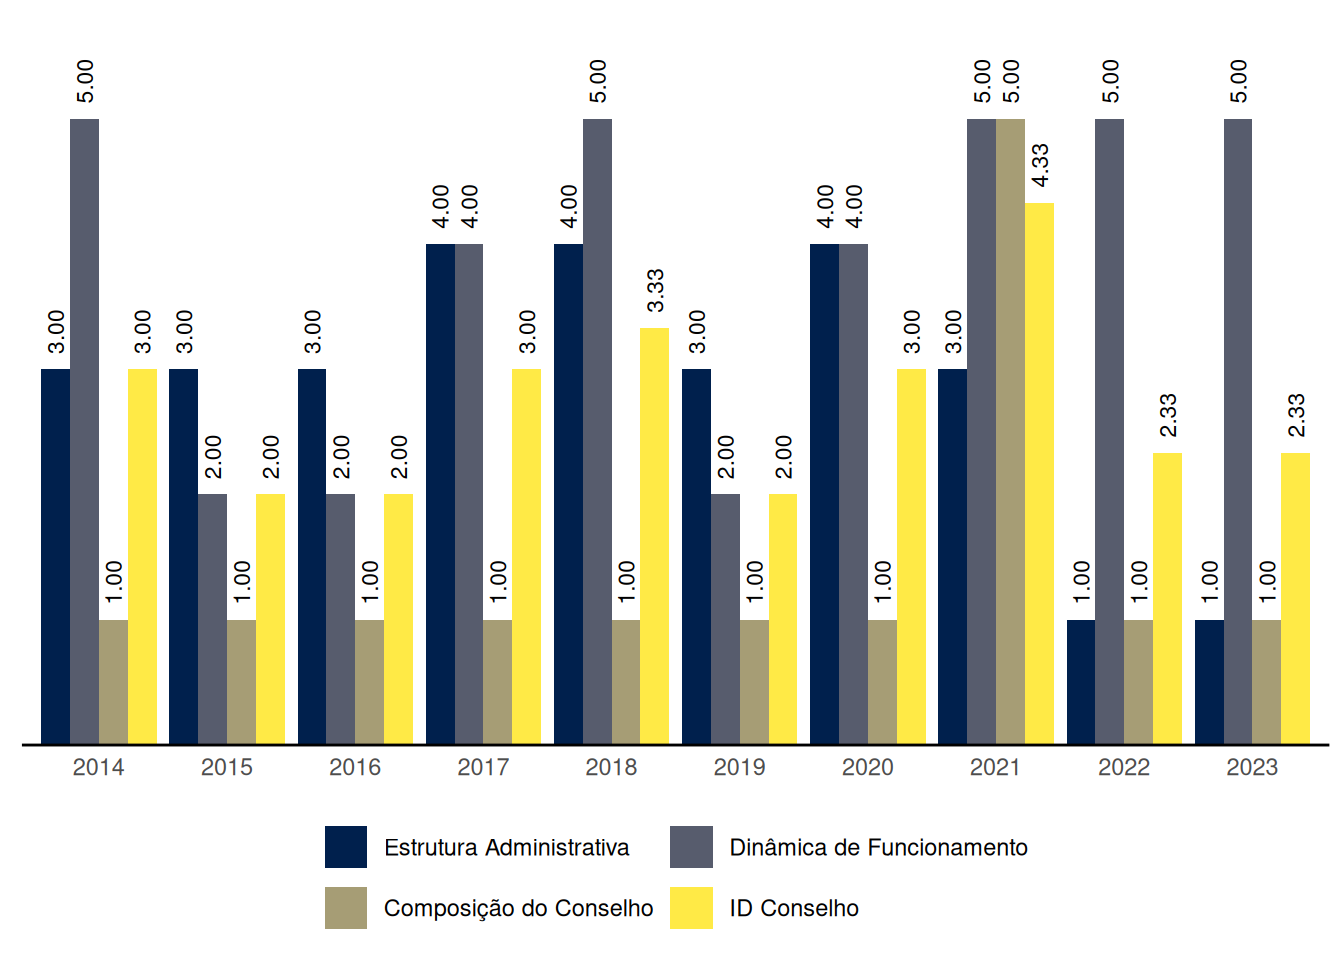 5.00 5.00 5.00 5.00 5.00 5.00
4.33
4.00 4.00 4.00 4.00 4.00
3.33
3.00 3.00 3.00 3.00 3.00 3.00 3.00 3.00
2.33 2.33
2.00 2.00 2.00 2.00 2.00 2.00
1.00 1.00 1.00 1.00 1.00 1.00 1.00 1.00 1.00 1.00 1.00
2014 2015 2016 2017 2018 2019 2020 2021 2022 2023
Estrutura Administrativa Dinâmica de Funcionamento
Composição do Conselho ID Conselho